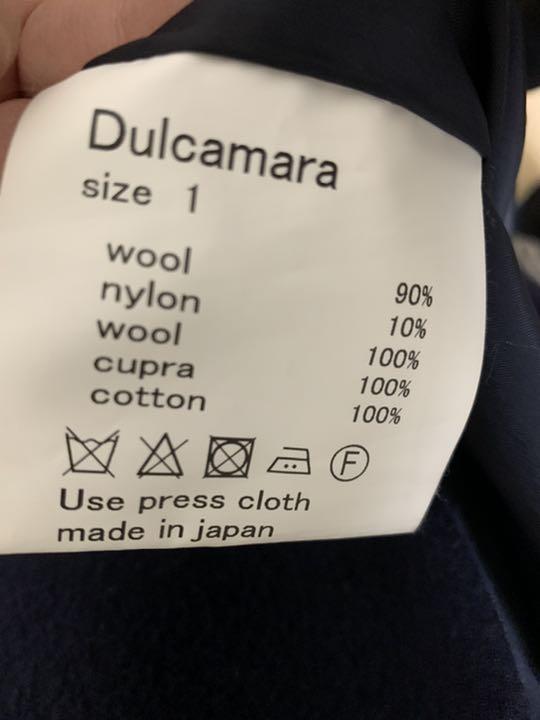 Dulcamara
size 1
wool 90%
nylon 10%
wool 100%
cupra 100%
cotton 100%
F
Use press cloth
made in japan